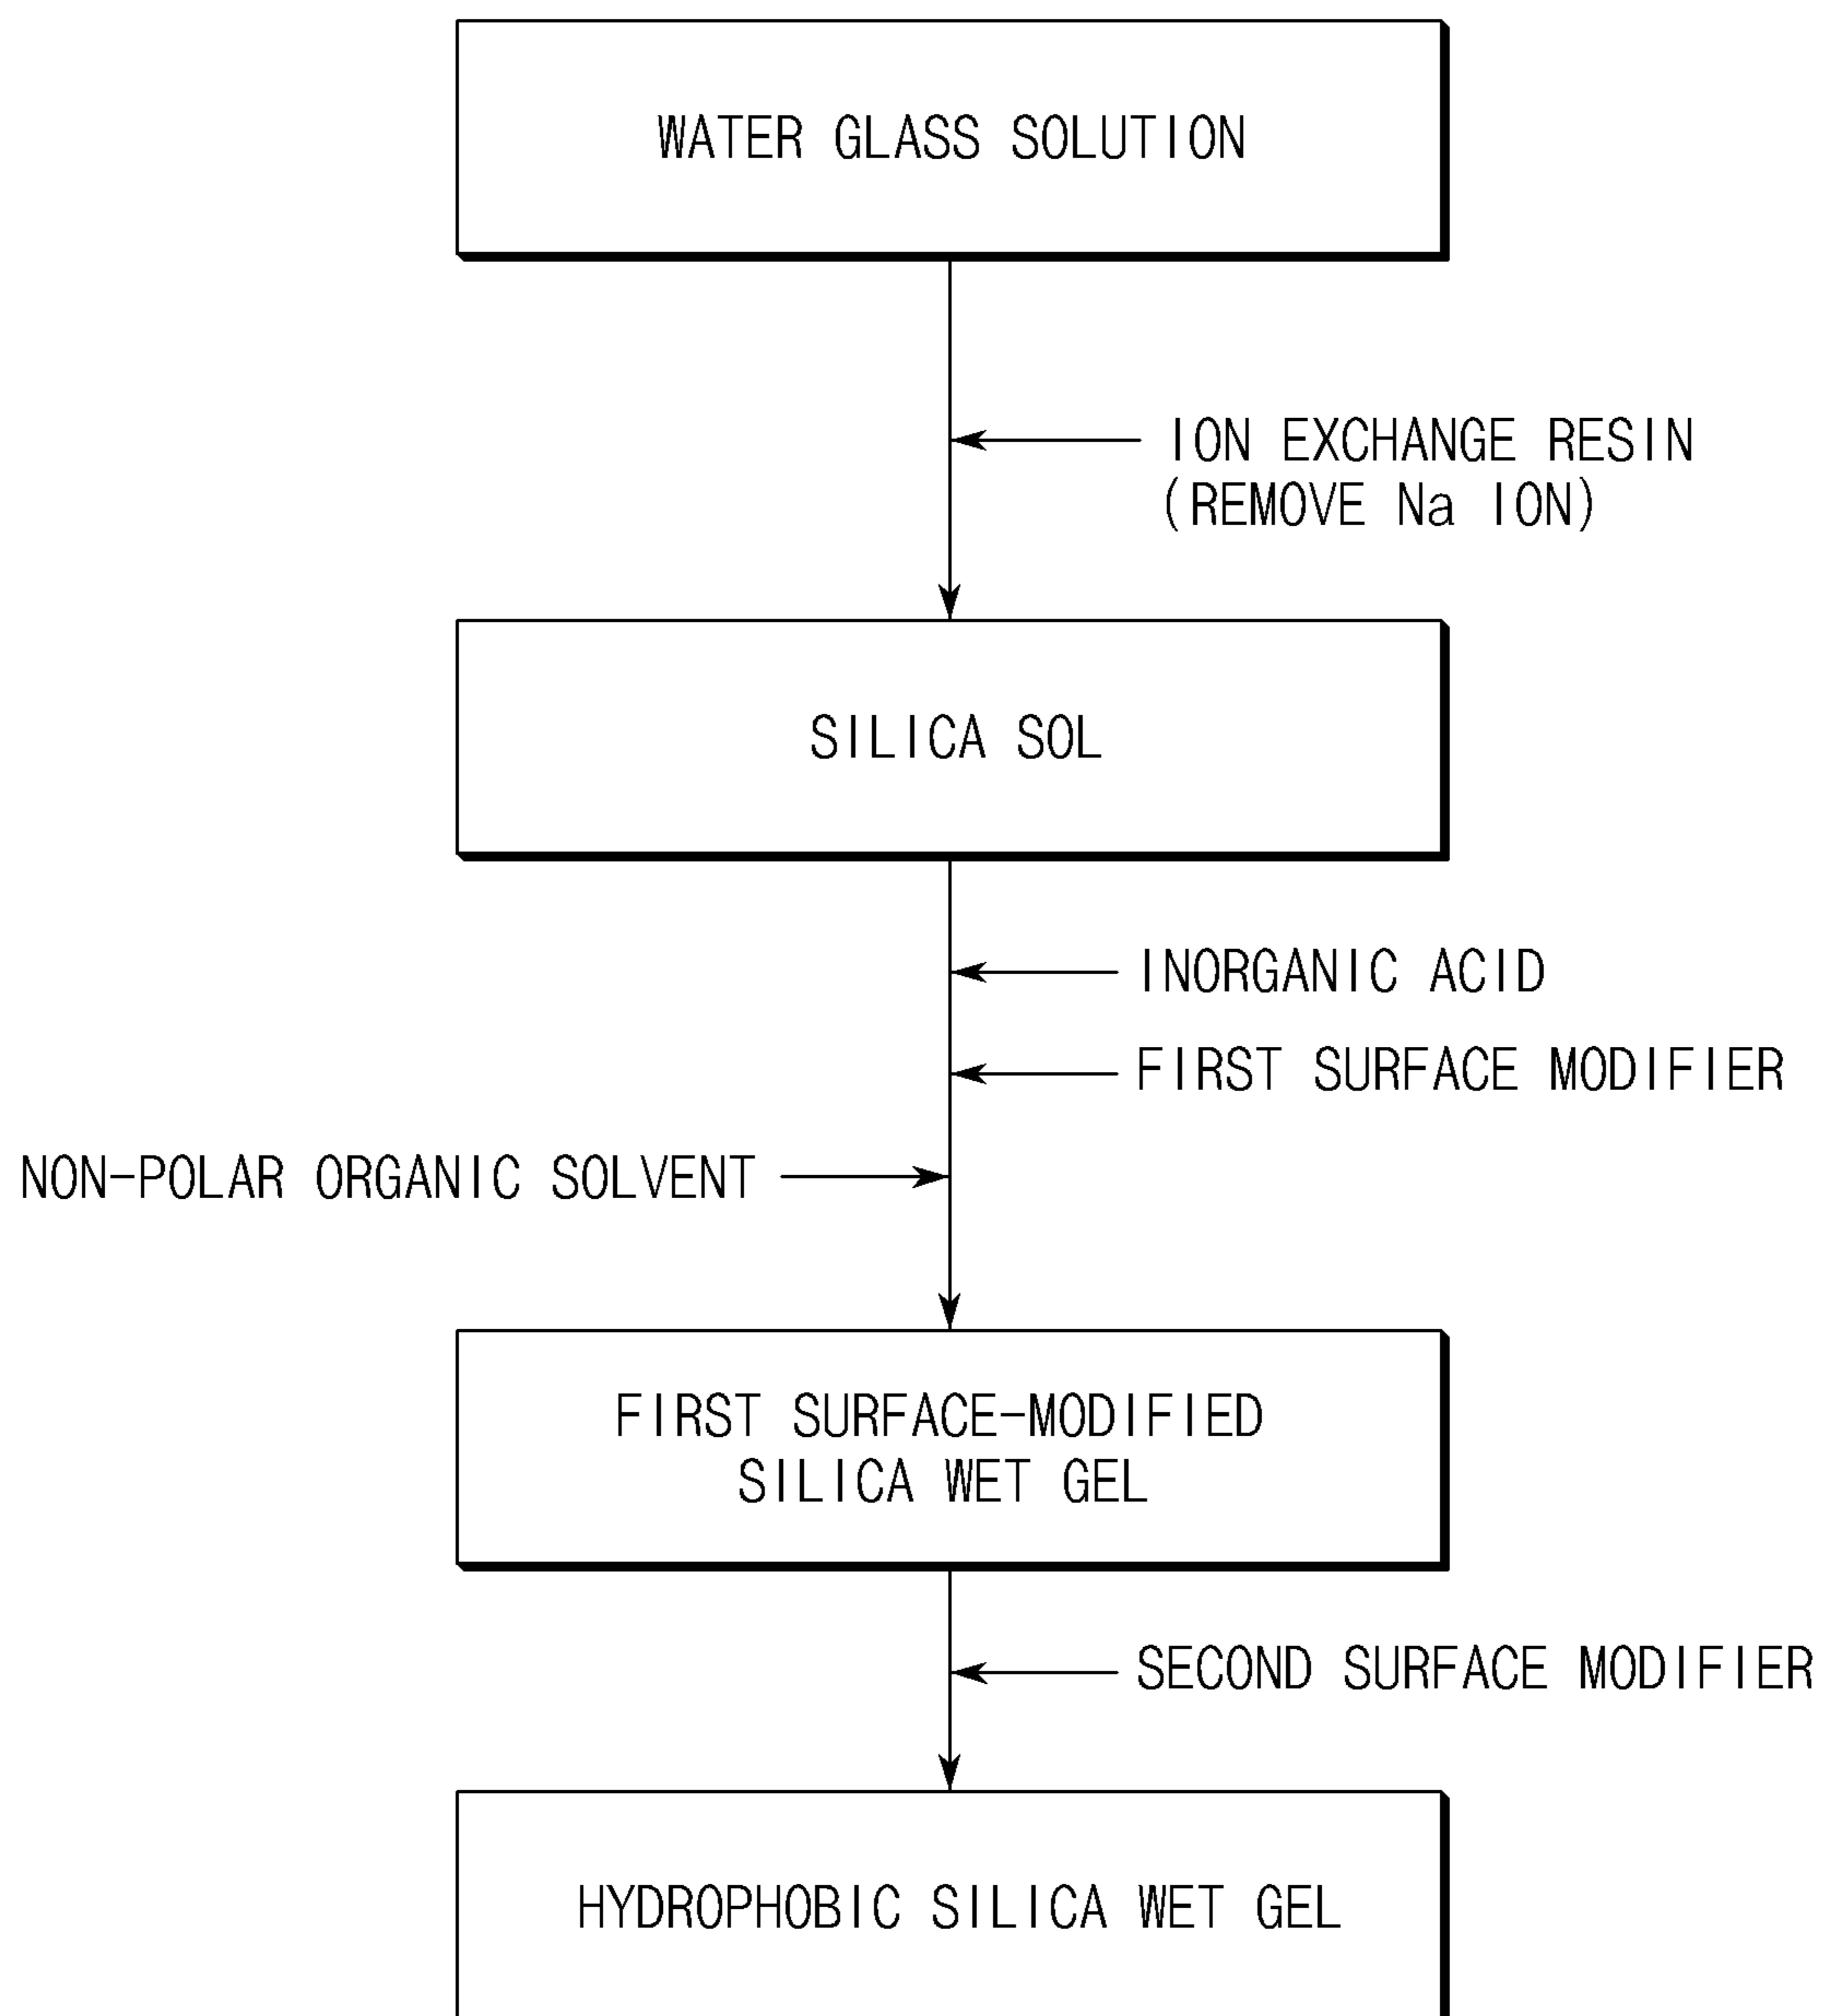 WATER GLASS SOLUTION
ION EXCHANGE RESIN
(REMOVE Na ION)
SILICA SOL
INORGANIC ACID
FIRST SURFACE MODIFIER
NON-POLAR ORGANIC SOLVENT
FIRST SURFACE-MODIFIED
SILICA WET GEL
SECOND SURFACE MODIFIER
HYDROPHOBIC SILICA WET GEL